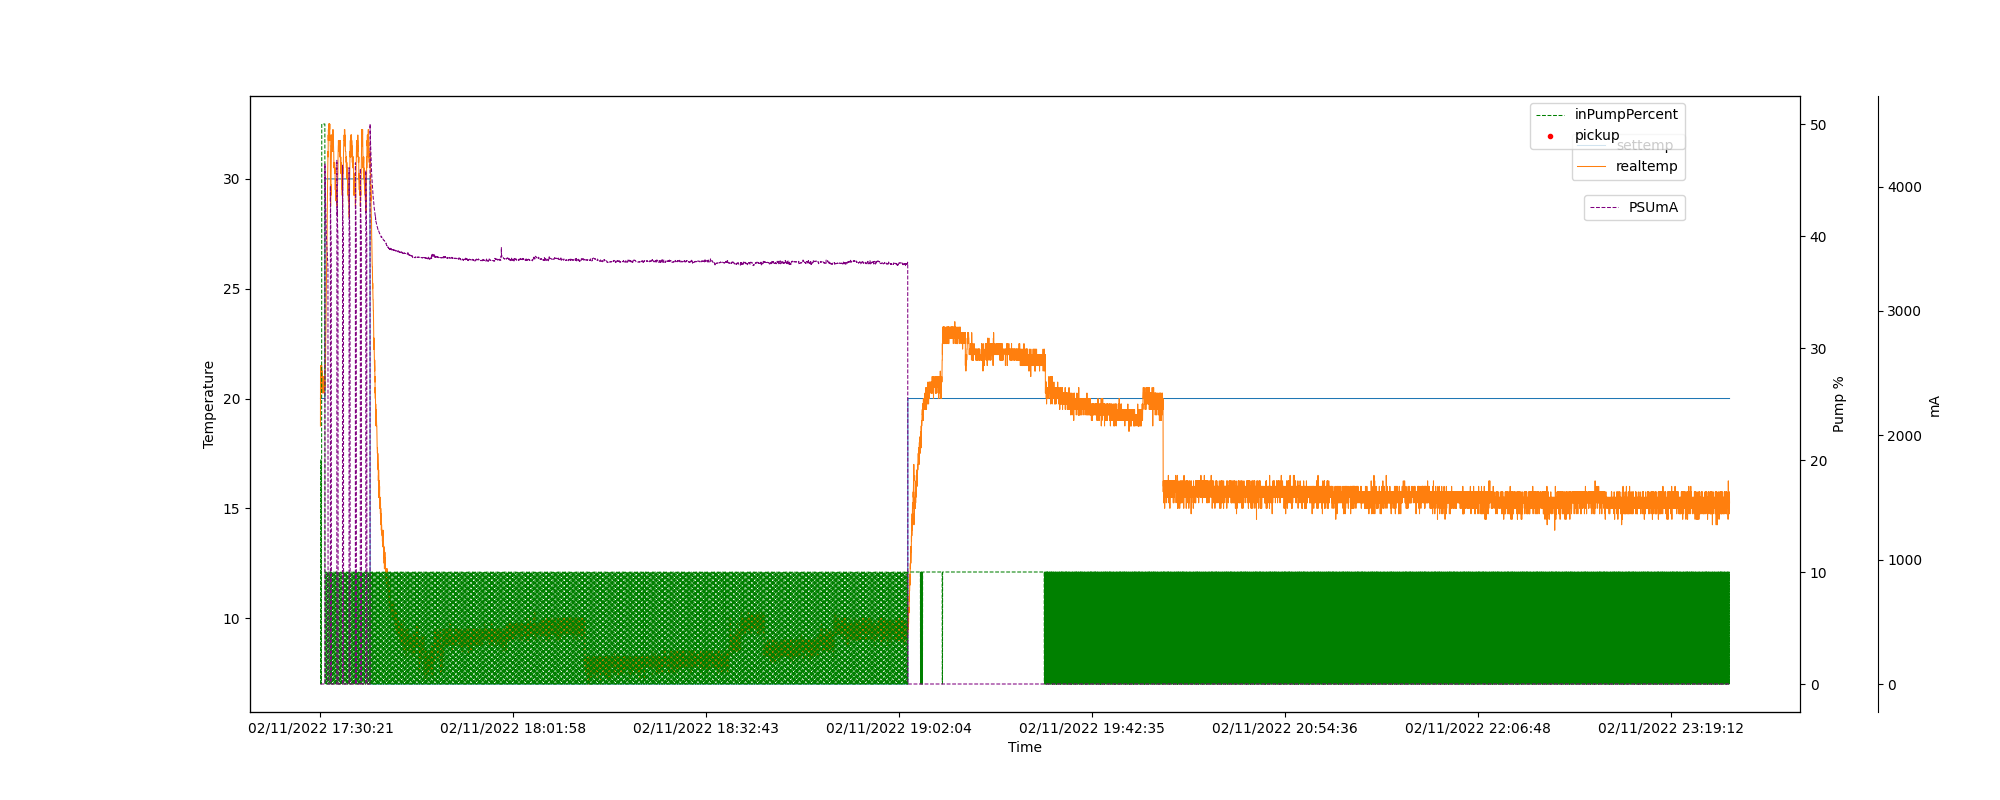 inPumpPercent
pickup
settemp
realtemp
PSUmA
30
25
20
15
10
Temperature
50
40
30
20
10
0
Pump %
4000
3000
2000
1000
0
mA
02/11/2022 17:30:21
02/11/2022 18:01:58
02/11/2022 18:32:43
02/11/2022 19:02:04
02/11/2022 19:42:35
02/11/2022 20:54:36
02/11/2022 22:06:48
02/11/2022 23:19:12
Time